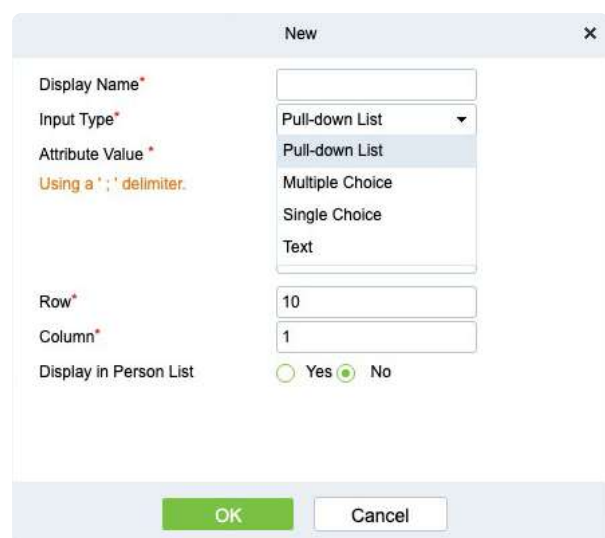 New ×
Display Name*
Input Type* Pull-down List
Attribute Value * Pull-down List
Using a ' ; ' delimiter. Multiple Choice
Single Choice
Text
Row* 10
Column* 1
Display in Person List Yes No
OK Cancel